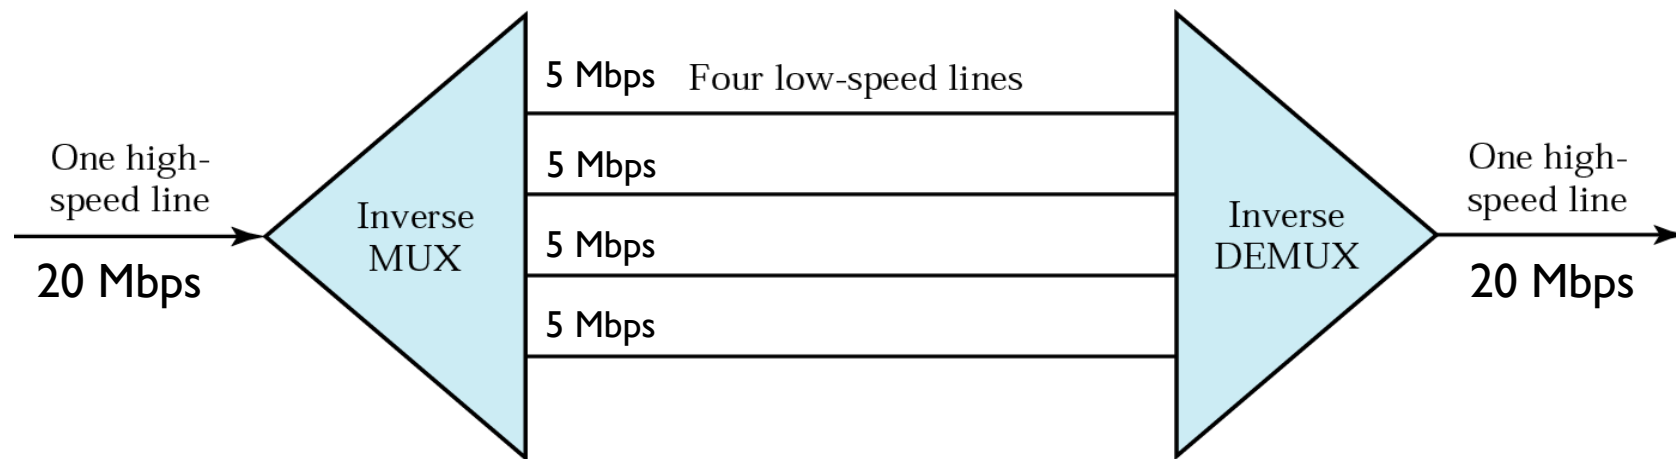 5 Mbps Four low-speed lines
One high-
speed line
20 Mbps
Inverse
MUX
5 Mbps
5 Mbps
5 Mbps
Inverse
DEMUX
One high-
speed line
20 Mbps